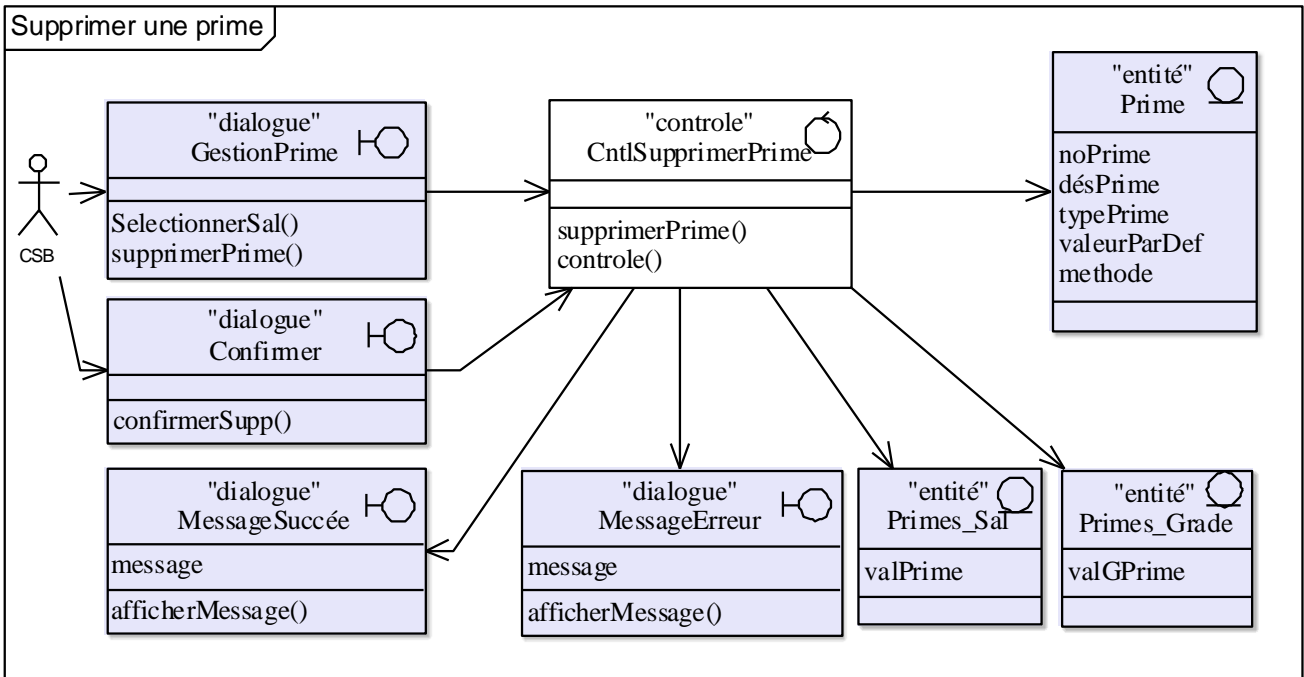 Supprimer une prime
CSB
"dialogue"
GestionPrime
SelectionnerSal()
supprimerPrime()
"controle"
CntlSupprimerPrime
supprimerPrime()
controle()
"entité"
Prime
noPrime
désPrime
typePrime
valeurParDef
methode
"dialogue"
Confirmer
confirmerSupp()
"dialogue"
MessageSuccée
message
afficherMessage()
"dialogue"
MessageErreur
message
afficherMessage()
"entité"
Primes_Sal
valPrime
"entité"
Primes_Grade
valGPrime